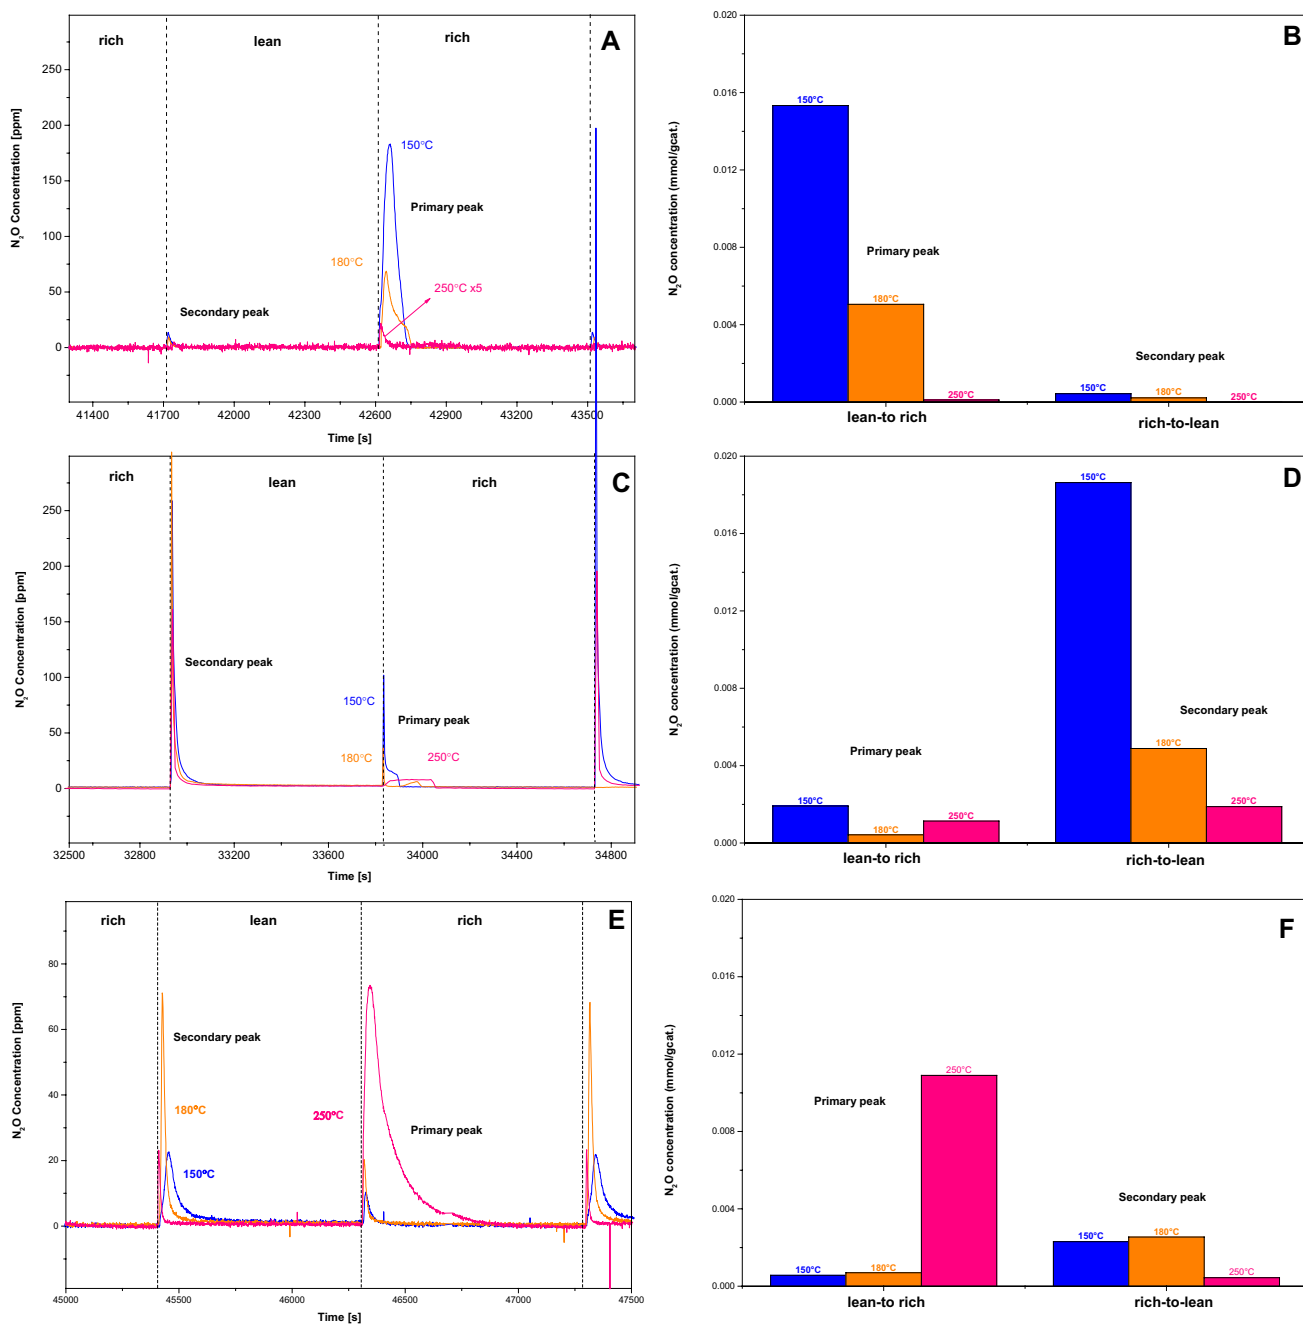 A
rich
lean
rich
N₂O Concentration [ppm]
250
200
150
100
50
0
150°C
Primary peak
180°C
250°C x5
Secondary peak
41400
41700
42000
42300
42600
42900
43200
43500
Time [s]
B
N₂O concentration (mmol/gcat.)
0.020
0.016
0.012
0.008
0.004
0.000
150°C
Primary peak
180°C
250°C
Secondary peak
150°C
180°C
250°C
lean-to rich
rich-to-lean
C
rich
lean
rich
N₂O Concentration [ppm]
250
200
150
100
50
0
Secondary peak
150°C
Primary peak
180°C
250°C
32500
32800
33200
33600
34000
34400
34800
Time [s]
D
N₂O concentration (mmol/gcat.)
0.020
0.016
0.012
0.008
0.004
0.000
150°C
Secondary peak
Primary peak
180°C
150°C
180°C
250°C
250°C
lean-to rich
rich-to-lean
E
rich
lean
rich
N₂O Concentration [ppm]
80
60
40
20
0
Secondary peak
180°C
250°C
Primary peak
150°C
45000
45500
46000
46500
47000
47500
Time [s]
F
N₂O concentration (mmol/gcat.)
0.020
0.016
0.012
0.008
0.004
0.000
250°C
Primary peak
Secondary peak
150°C
180°C
150°C
180°C
250°C
lean-to rich
rich-to-lean